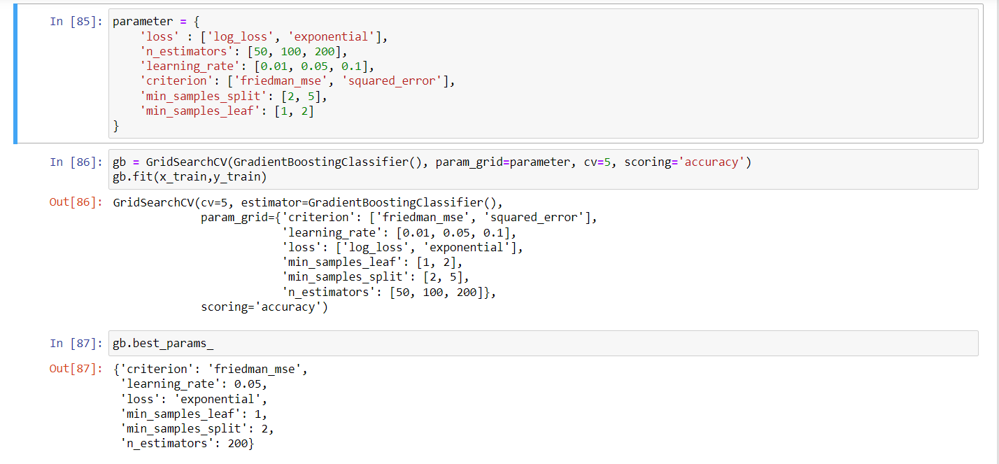 In [85]: parameter = {
    'loss' : ['log_loss', 'exponential'],
    'n_estimators': [50, 100, 200],
    'learning_rate': [0.01, 0.05, 0.1],
    'criterion': ['friedman_mse', 'squared_error'],
    'min_samples_split': [2, 5],
    'min_samples_leaf': [1, 2]
}
In [86]: gb = GridSearchCV(GradientBoostingClassifier(), param_grid=parameter, cv=5, scoring='accuracy')
gb.fit(x_train,y_train)
Out[86]: GridSearchCV(cv=5, estimator=GradientBoostingClassifier(),
             param_grid={'criterion': ['friedman_mse', 'squared_error'],
                         'learning_rate': [0.01, 0.05, 0.1],
                         'loss': ['log_loss', 'exponential'],
                         'min_samples_leaf': [1, 2],
                         'min_samples_split': [2, 5],
                         'n_estimators': [50, 100, 200]},
             scoring='accuracy')
In [87]: gb.best_params_
Out[87]: {'criterion': 'friedman_mse',
 'learning_rate': 0.05,
 'loss': 'exponential',
 'min_samples_leaf': 1,
 'min_samples_split': 2,
 'n_estimators': 200}